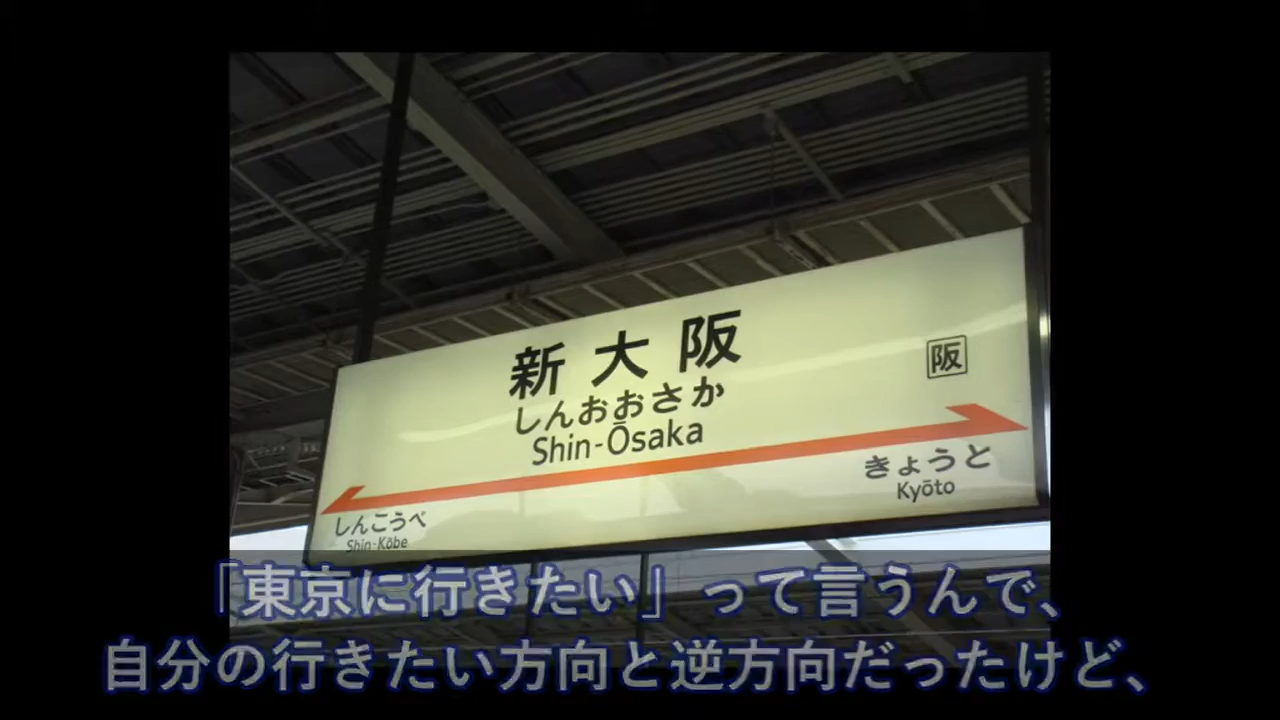 新大阪
しんおおさか
Shin-Ōsaka
阪
きょうと
Kyōto
しんこうべ
Shin-Kōbe
「東京に行きたい」って言うんで、
自分の行きたい方向と逆方向だったけど、